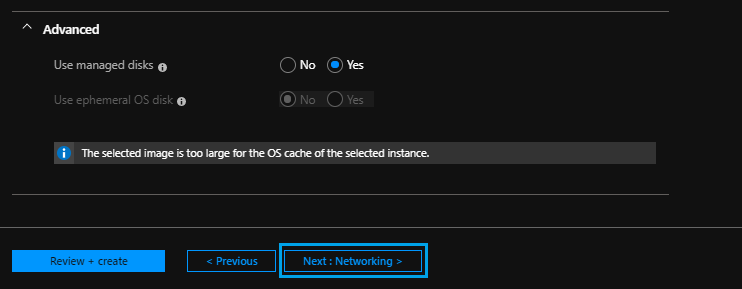 Advanced
Use managed disks No Yes
Use ephemeral OS disk No Yes
The selected image is too large for the OS cache of the selected instance.
Review + create < Previous Next : Networking >